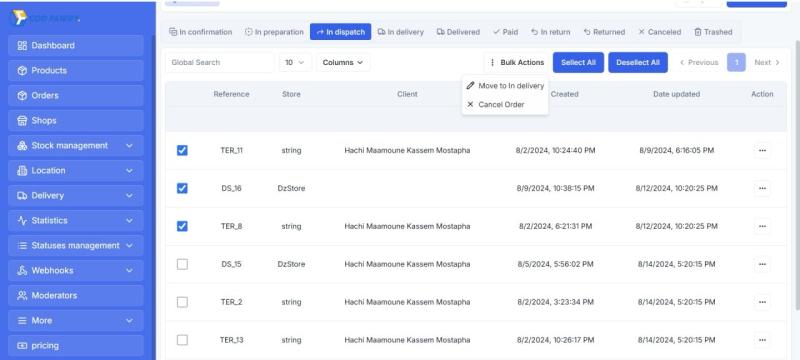 COD PARTNER
Dashboard
Products
Orders
Shops
Stock management
Location
Delivery
Statistics
Statuses management
Webhooks
Moderators
More
pricing
In confirmation In preparation In dispatch In delivery Delivered Paid In return Returned Canceled Trashed
Global Search 10 Columns Bulk Actions Sellect All Desellect All Previous 1 Next
Move to In delivery
Cancel Order
Reference Store Client Created Date updated Action
TER_11 string Hachi Maamoune Kassem Mostapha 8/2/2024, 10:24:40 PM 8/9/2024, 6:16:05 PM
DS_16 DzStore 8/9/2024, 10:38:15 PM 8/12/2024, 10:20:25 PM
TER_8 string Hachi Maamoune Kassem Mostapha 8/2/2024, 6:21:31 PM 8/12/2024, 10:20:25 PM
DS_15 DzStore Hachi Maamoune Kassem Mostapha 8/5/2024, 5:56:02 PM 8/14/2024, 5:20:15 PM
TER_2 string Hachi Maamoune Kassem Mostapha 8/2/2024, 3:23:34 PM 8/14/2024, 5:20:15 PM
TER_13 string Hachi Maamoune Kassem Mostapha 8/2/2024, 10:26:17 PM 8/14/2024, 5:20:15 PM